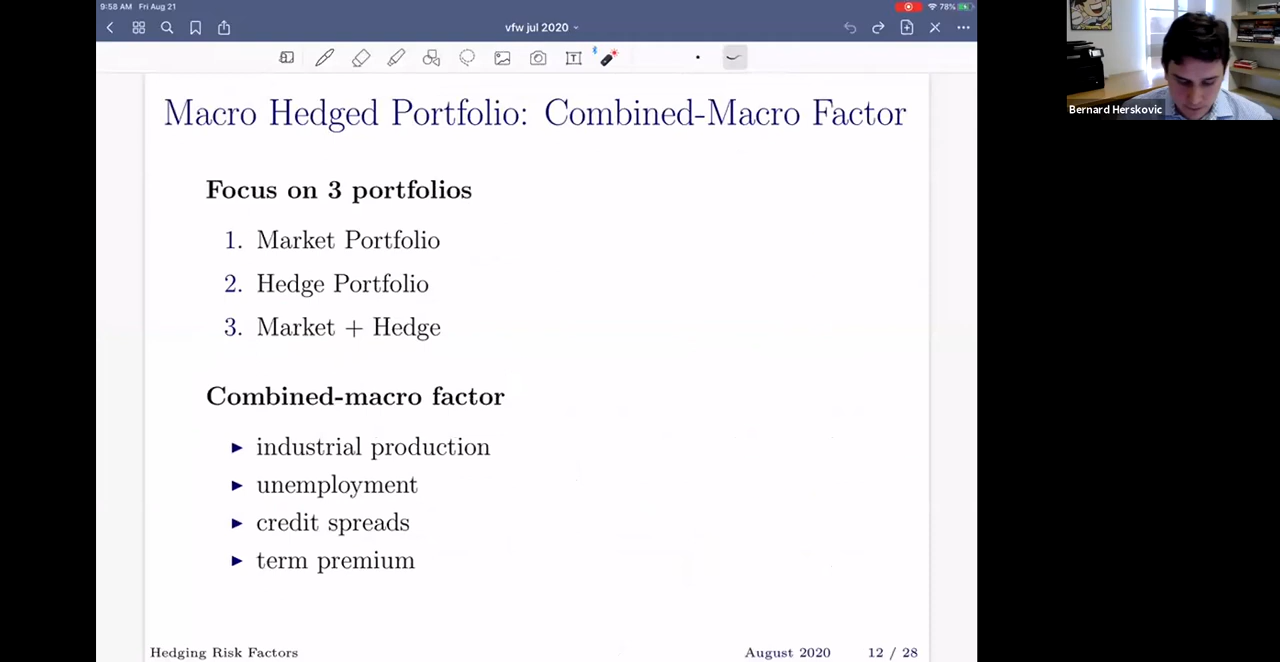 9:58 AM Fri Aug 21
78%
vfw jul 2020
T
Macro Hedged Portfolio: Combined-Macro Factor
Focus on 3 portfolios
1. Market Portfolio
2. Hedge Portfolio
3. Market + Hedge
Combined-macro factor
► industrial production
► unemployment
► credit spreads
► term premium
Hedging Risk Factors August 2020 12 / 28
Bernard Herskovic